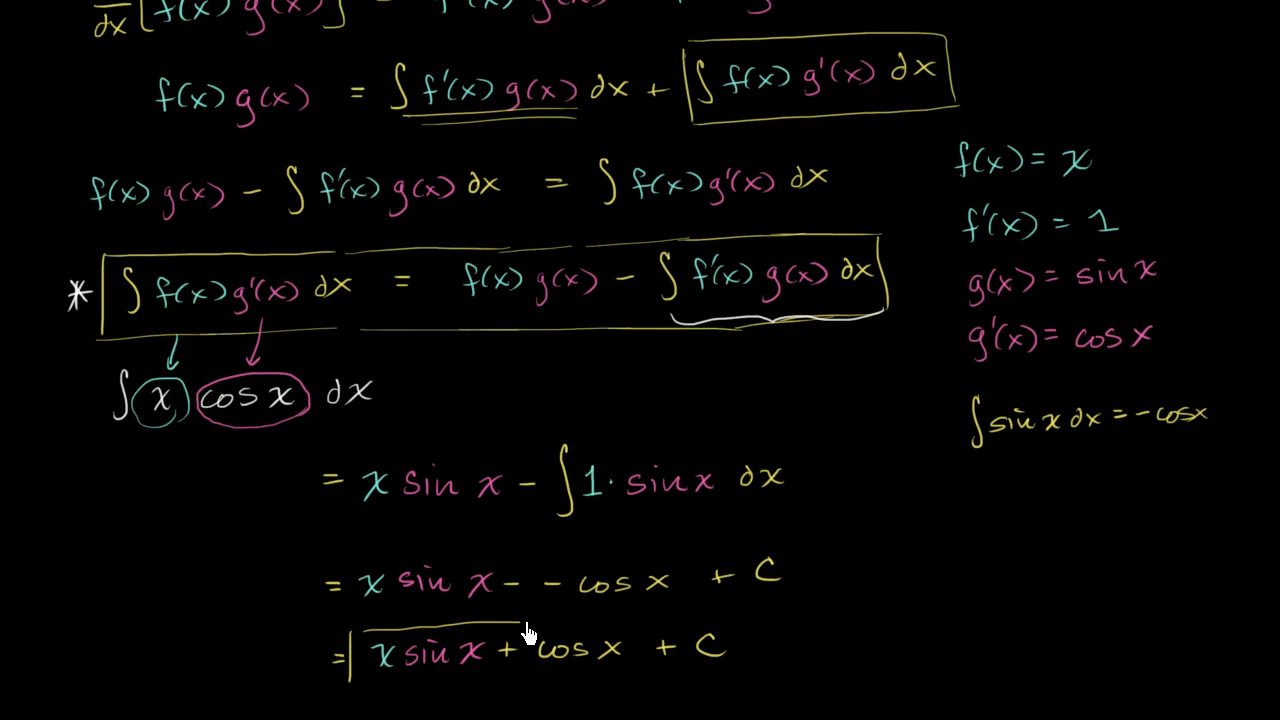 d/dx [f(x) g(x)] = f'(x) g(x)
f(x) g(x) = ∫ f'(x) g(x) dx + ∫ f(x) g'(x) dx
f(x) g(x) − ∫ f'(x) g(x) dx = ∫ f(x) g'(x) dx
* ∫ f(x) g'(x) dx = f(x) g(x) − ∫ f'(x) g(x) dx
∫ x cos x dx
= x sin x − ∫ 1· sin x dx
= x sin x − − cos x + C
= x sin x + cos x + C
f(x) = x
f'(x) = 1
g(x) = sin x
g'(x) = cos x
∫ sin x dx = −cos x